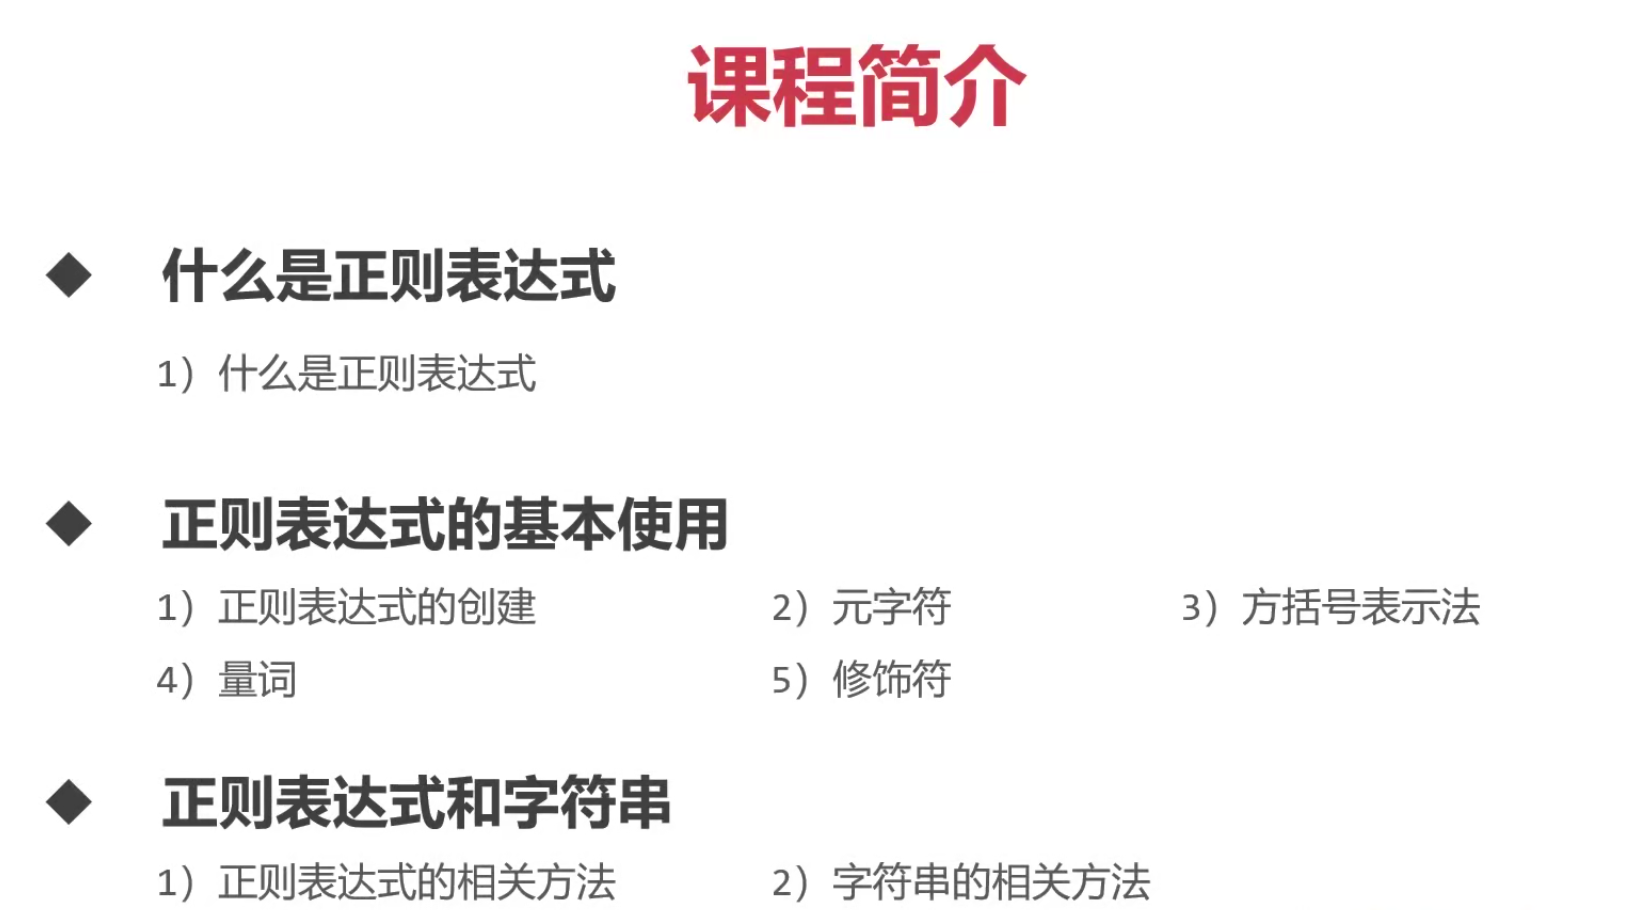 课程简介
◆ 什么是正则表达式
1）什么是正则表达式
◆ 正则表达式的基本使用
1）正则表达式的创建 2）元字符 3）方括号表示法
4）量词 5）修饰符
◆ 正则表达式和字符串
1）正则表达式的相关方法 2）字符串的相关方法